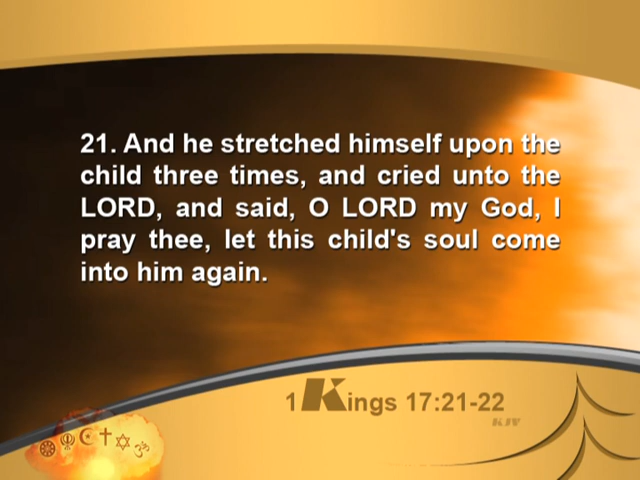 21. And he stretched himself upon the
child three times, and cried unto the
LORD, and said, O LORD my God, I
pray thee, let this child's soul come
into him again.
1 Kings 17:21-22
KJV